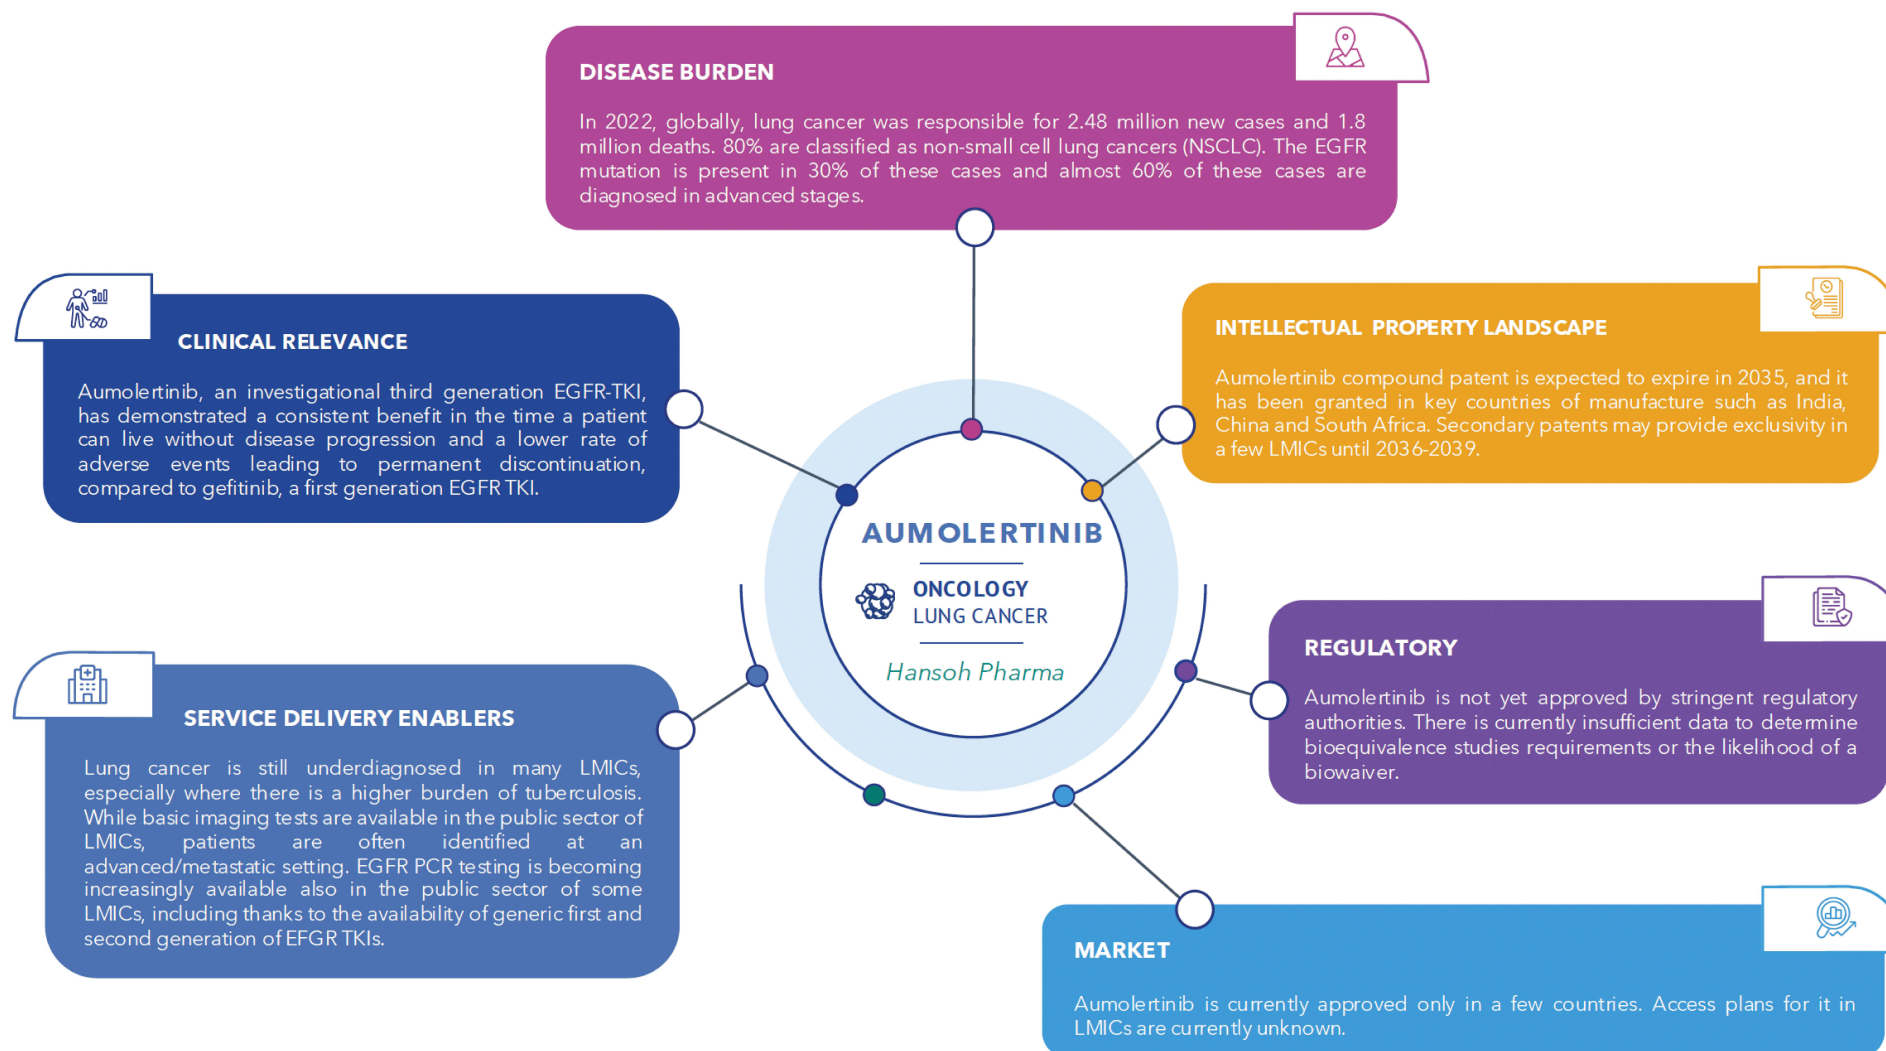 DISEASE BURDEN
In 2022, globally, lung cancer was responsible for 2.48 million new cases and 1.8
million deaths. 80% are classified as non-small cell lung cancers (NSCLC). The EGFR
mutation is present in 30% of these cases and almost 60% of these cases are
diagnosed in advanced stages.
CLINICAL RELEVANCE
Aumolertinib, an investigational third generation EGFR-TKI,
has demonstrated a consistent benefit in the time a patient
can live without disease progression and a lower rate of
adverse events leading to permanent discontinuation,
compared to gefitinib, a first generation EGFR TKI.
INTELLECTUAL PROPERTY LANDSCAPE
Aumolertinib compound patent is expected to expire in 2035, and it
has been granted in key countries of manufacture such as India,
China and South Africa. Secondary patents may provide exclusivity in
a few LMICs until 2036-2039.
AUMOLERTINIB
ONCOLOGY
LUNG CANCER
Hansoh Pharma
REGULATORY
Aumolertinib is not yet approved by stringent regulatory
authorities. There is currently insufficient data to determine
bioequivalence studies requirements or the likelihood of a
biowaiver.
SERVICE DELIVERY ENABLERS
Lung cancer is still underdiagnosed in many LMICs,
especially where there is a higher burden of tuberculosis.
While basic imaging tests are available in the public sector of
LMICs, patients are often identified at an
advanced/metastatic setting. EGFR PCR testing is becoming
increasingly available also in the public sector of some
LMICs, including thanks to the availability of generic first and
second generation of EFGR TKIs.
MARKET
Aumolertinib is currently approved only in a few countries. Access plans for it in
LMICs are currently unknown.